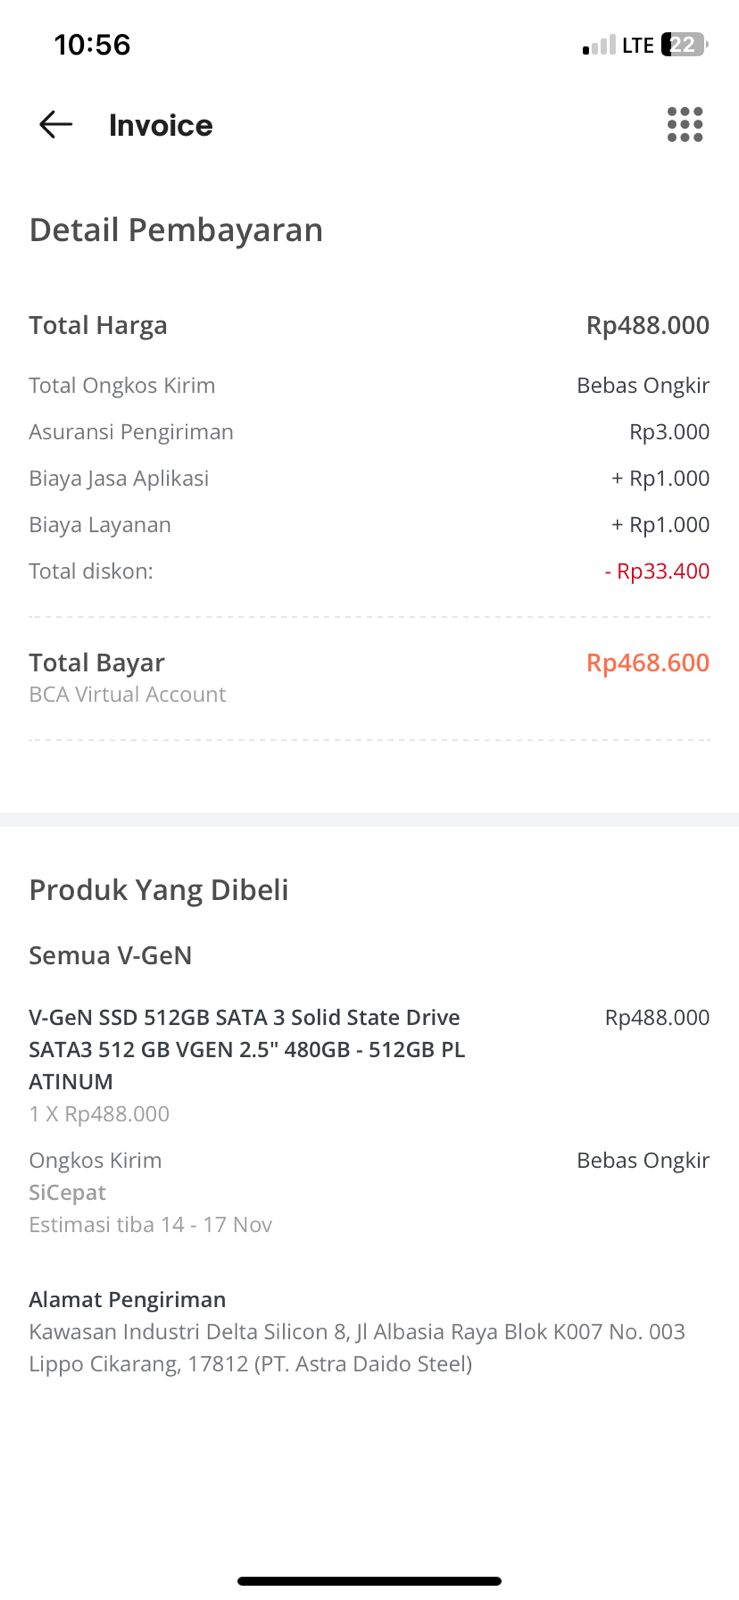 10:56
LTE 22
Invoice
Detail Pembayaran
Total Harga Rp488.000
Total Ongkos Kirim Bebas Ongkir
Asuransi Pengiriman Rp3.000
Biaya Jasa Aplikasi + Rp1.000
Biaya Layanan + Rp1.000
Total diskon: - Rp33.400
Total Bayar Rp468.600
BCA Virtual Account
Produk Yang Dibeli
Semua V-GeN
V-GeN SSD 512GB SATA 3 Solid State Drive Rp488.000
SATA3 512 GB VGEN 2.5" 480GB - 512GB PL
ATINUM
1 X Rp488.000
Ongkos Kirim Bebas Ongkir
SiCepat
Estimasi tiba 14 - 17 Nov
Alamat Pengiriman
Kawasan Industri Delta Silicon 8, Jl Albasia Raya Blok K007 No. 003
Lippo Cikarang, 17812 (PT. Astra Daido Steel)